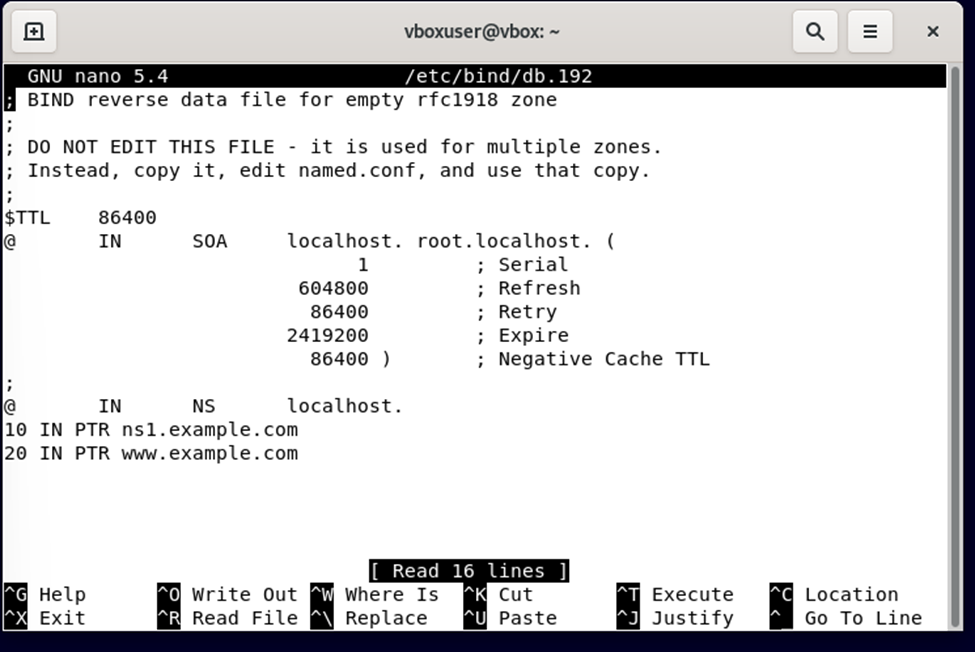 vboxuser@vbox: ~
GNU nano 5.4 /etc/bind/db.192
; BIND reverse data file for empty rfc1918 zone
;
; DO NOT EDIT THIS FILE - it is used for multiple zones.
; Instead, copy it, edit named.conf, and use that copy.
;
$TTL    86400
@       IN      SOA     localhost. root.localhost. (
                              1         ; Serial
                         604800         ; Refresh
                          86400         ; Retry
                        2419200         ; Expire
                          86400 )       ; Negative Cache TTL
;
@       IN      NS      localhost.
10 IN PTR ns1.example.com
20 IN PTR www.example.com
[ Read 16 lines ]
^G Help ^O Write Out ^W Where Is ^K Cut ^T Execute ^C Location
^X Exit ^R Read File ^\ Replace ^U Paste ^J Justify ^_ Go To Line